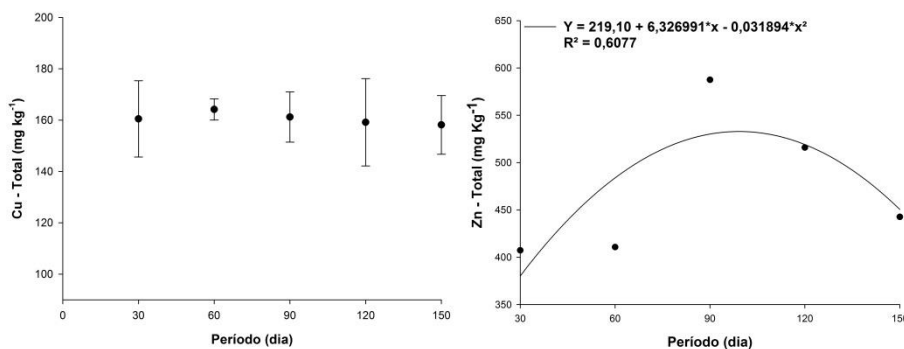 200
180
160
140
120
100
Cu - Total (mg kg⁻¹)
0 30 60 90 120 150
Período (dia)
Y = 219,10 + 6,326991*x - 0,031894*x²
R² = 0,6077
650
600
550
500
450
400
350
300
Zn - Total (mg Kg⁻¹)
30 60 90 120 150
Período (dia)